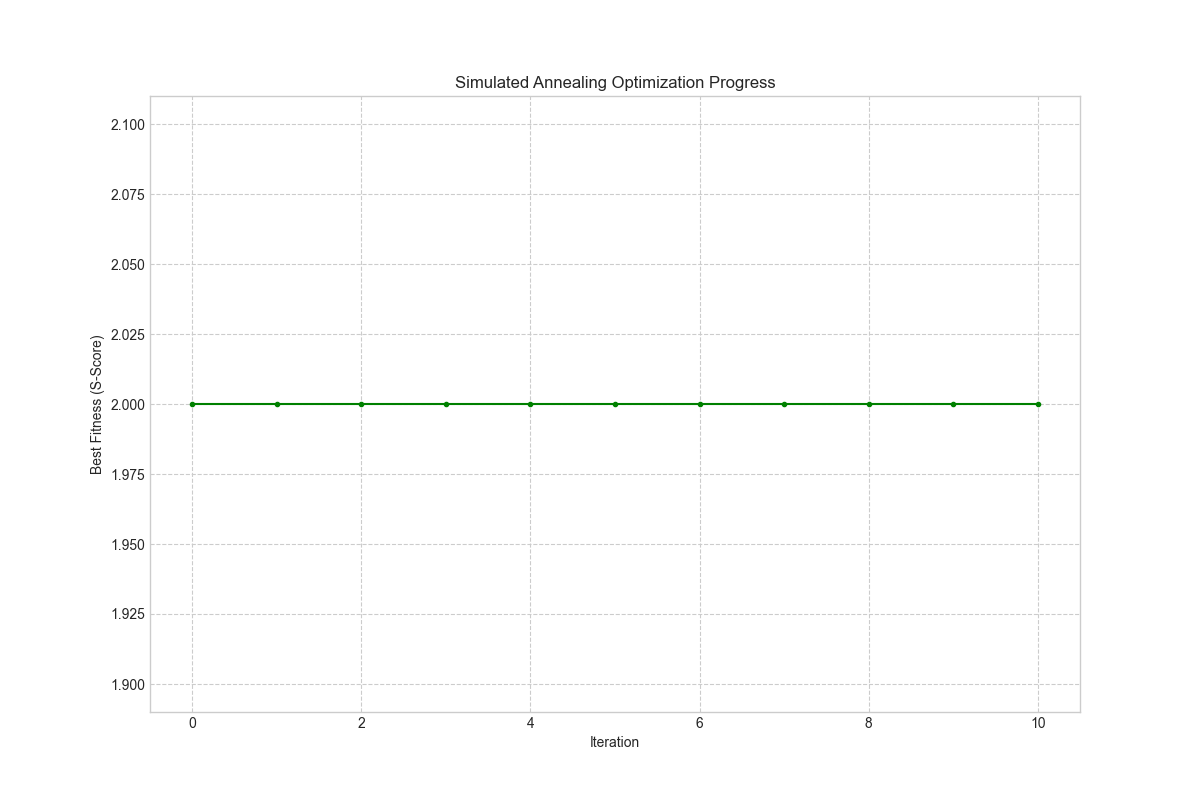 Simulated Annealing Optimization Progress
2.100
2.075
2.050
2.025
2.000
1.975
1.950
1.925
1.900
Best Fitness (S-Score)
0 2 4 6 8 10
Iteration